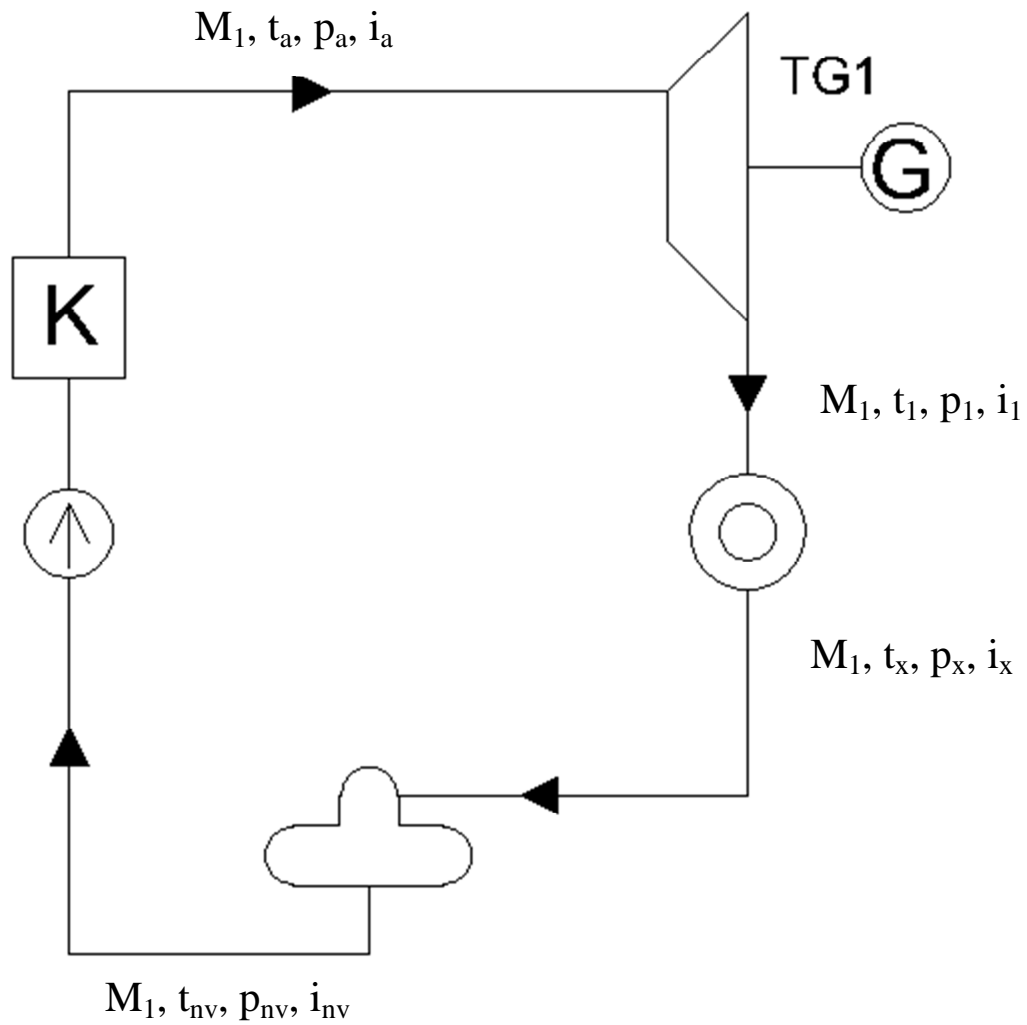 M₁, tₐ, pₐ, iₐ
TG1
G
K
M₁, t₁, p₁, i₁
M₁, tₓ, pₓ, iₓ
M₁, tₙᵥ, pₙᵥ, iₙᵥ